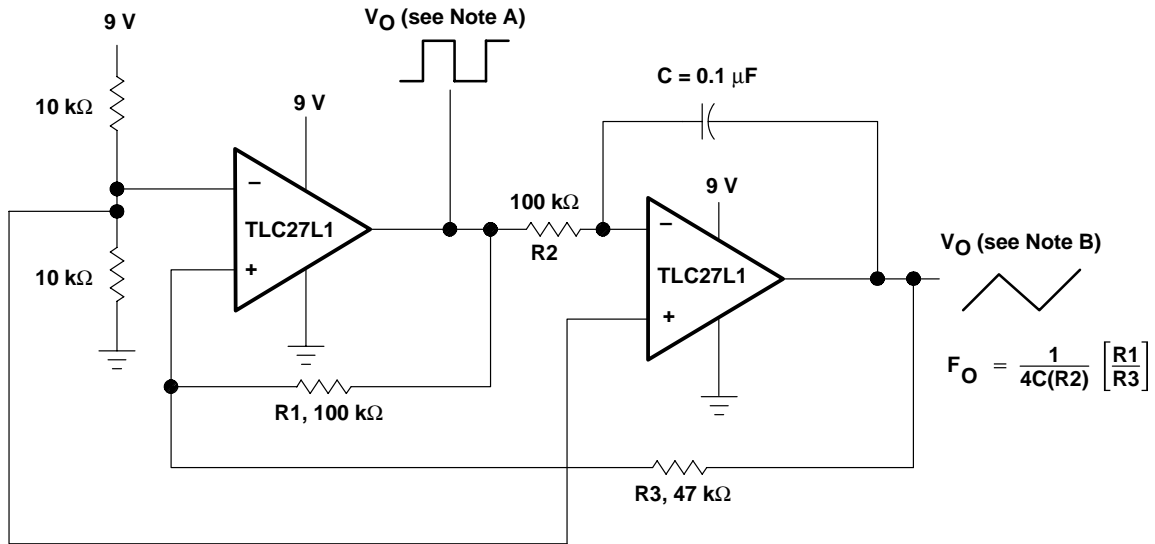 9 V
10 kΩ
10 kΩ
9 V
−
TLC27L1
+
VO (see Note A)
R1, 100 kΩ
100 kΩ
R2
C = 0.1 μF
9 V
−
TLC27L1
+
R3, 47 kΩ
VO (see Note B)
FO = 1/4C(R2) [R1/R3]